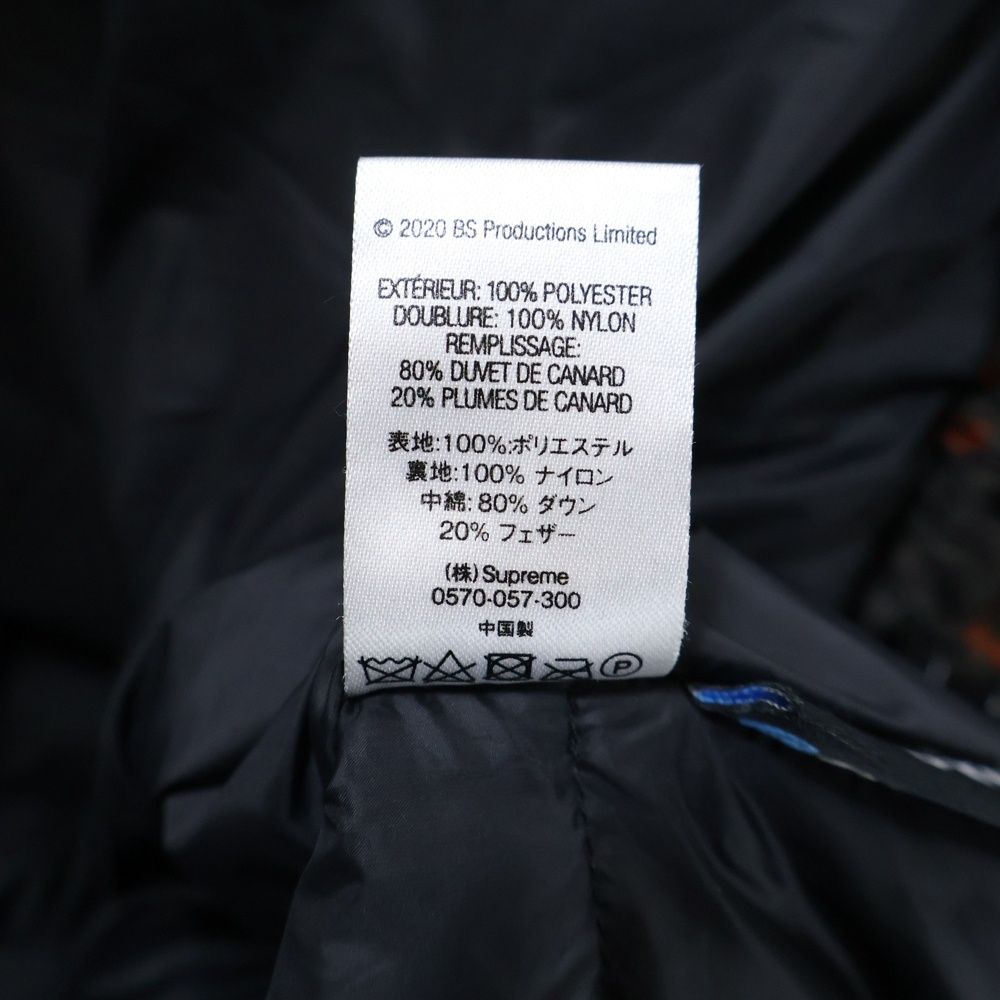 © 2020 BS Productions Limited
EXTÉRIEUR: 100% POLYESTER
DOUBLURE: 100% NYLON
REMPLISSAGE:
80% DUVET DE CANARD
20% PLUMES DE CANARD
表地:100%:ポリエステル
裏地:100% ナイロン
中綿: 80% ダウン
20% フェザー
(株)Supreme
0570-057-300
中国製
P